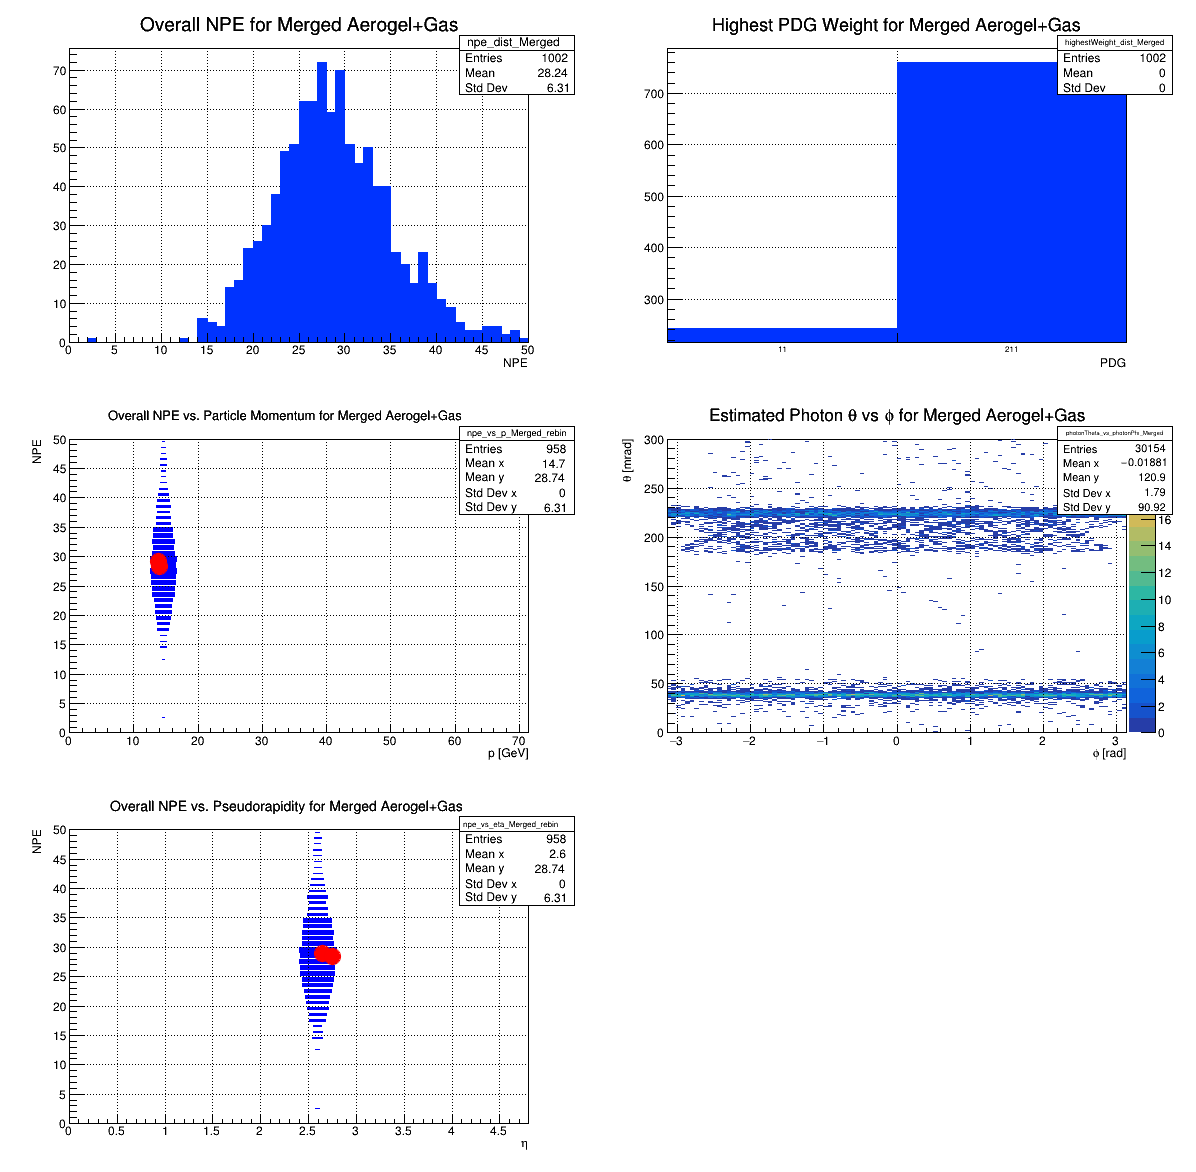 Overall NPE for Merged Aerogel+Gas
npe_dist_Merged
Entries 1002
Mean 28.24
Std Dev 6.31
70
60
50
40
30
20
10
0
0 5 10 15 20 25 30 35 40 45 50
NPE
Highest PDG Weight for Merged Aerogel+Gas
highestWeight_dist_Merged
Entries 1002
Mean 0
Std Dev 0
700
600
500
400
300
11 211
PDG
Overall NPE vs. Particle Momentum for Merged Aerogel+Gas
npe_vs_p_Merged_rebin
Entries 958
Mean x 14.7
Mean y 28.74
Std Dev x 0
Std Dev y 6.31
NPE
50
45
40
35
30
25
20
15
10
5
0
0 10 20 30 40 50 60 70
p [GeV]
Estimated Photon θ vs ϕ for Merged Aerogel+Gas
photonTheta_vs_photonPhi_Merged
Entries 30154
Mean x −0.01881
Mean y 120.9
Std Dev x 1.79
Std Dev y 90.92
θ [mrad]
300
250
200
150
100
50
0
−3 −2 −1 0 1 2 3
ϕ [rad]
16
14
12
10
8
6
4
2
0
Overall NPE vs. Pseudorapidity for Merged Aerogel+Gas
npe_vs_eta_Merged_rebin
Entries 958
Mean x 2.6
Mean y 28.74
Std Dev x 0
Std Dev y 6.31
NPE
50
45
40
35
30
25
20
15
10
5
0
0 0.5 1 1.5 2 2.5 3 3.5 4 4.5
η